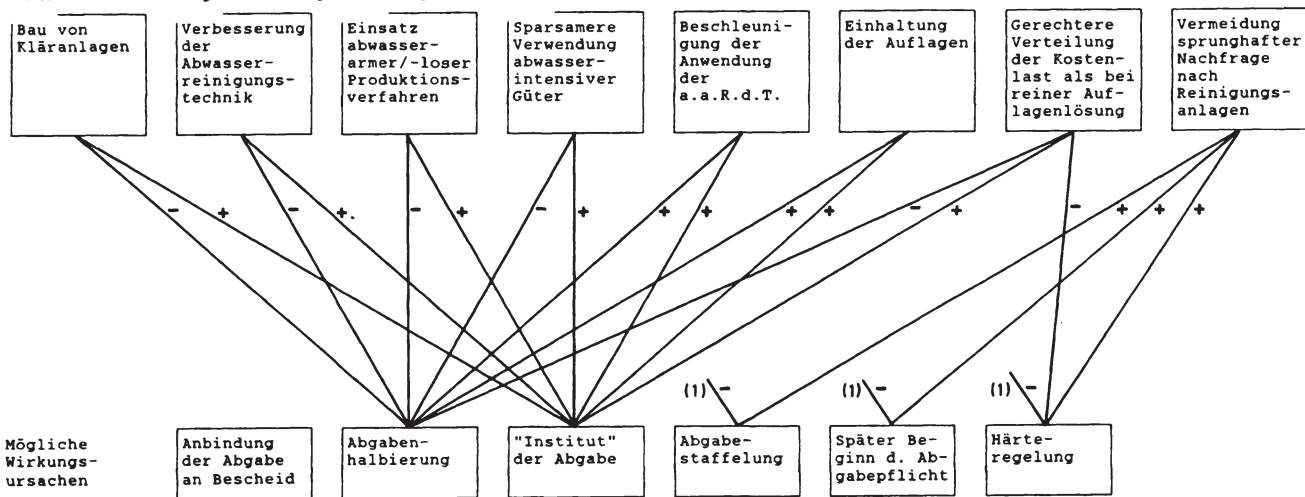 Bau von
Kläranlagen
Verbesserung
der
Abwasser-
reinigungs-
technik
Einsatz
abwasser-
armer/-loser
Produktions-
verfahren
Sparsamere
Verwendung
abwasser-
intensiver
Güter
Beschleuni-
gung der
Anwendung
der
a.a.R.d.T.
Einhaltung
der Auflagen
Gerechtere
Verteilung
der Kosten-
last als bei
reiner Auf-
lagenlösung
Vermeidung
sprunghafter
Nachfrage
nach
Reinigungs-
anlagen
- + - + - + - + + + + + - + - + + +
(1) - (1) - (1) -
Mögliche
Wirkungs-
ursachen
Anbindung
der Abgabe
an Bescheid
Abgaben-
halbierung
"Institut"
der Abgabe
Abgabe-
staffelung
Später Be-
ginn d. Ab-
gabepflicht
Härte-
regelung